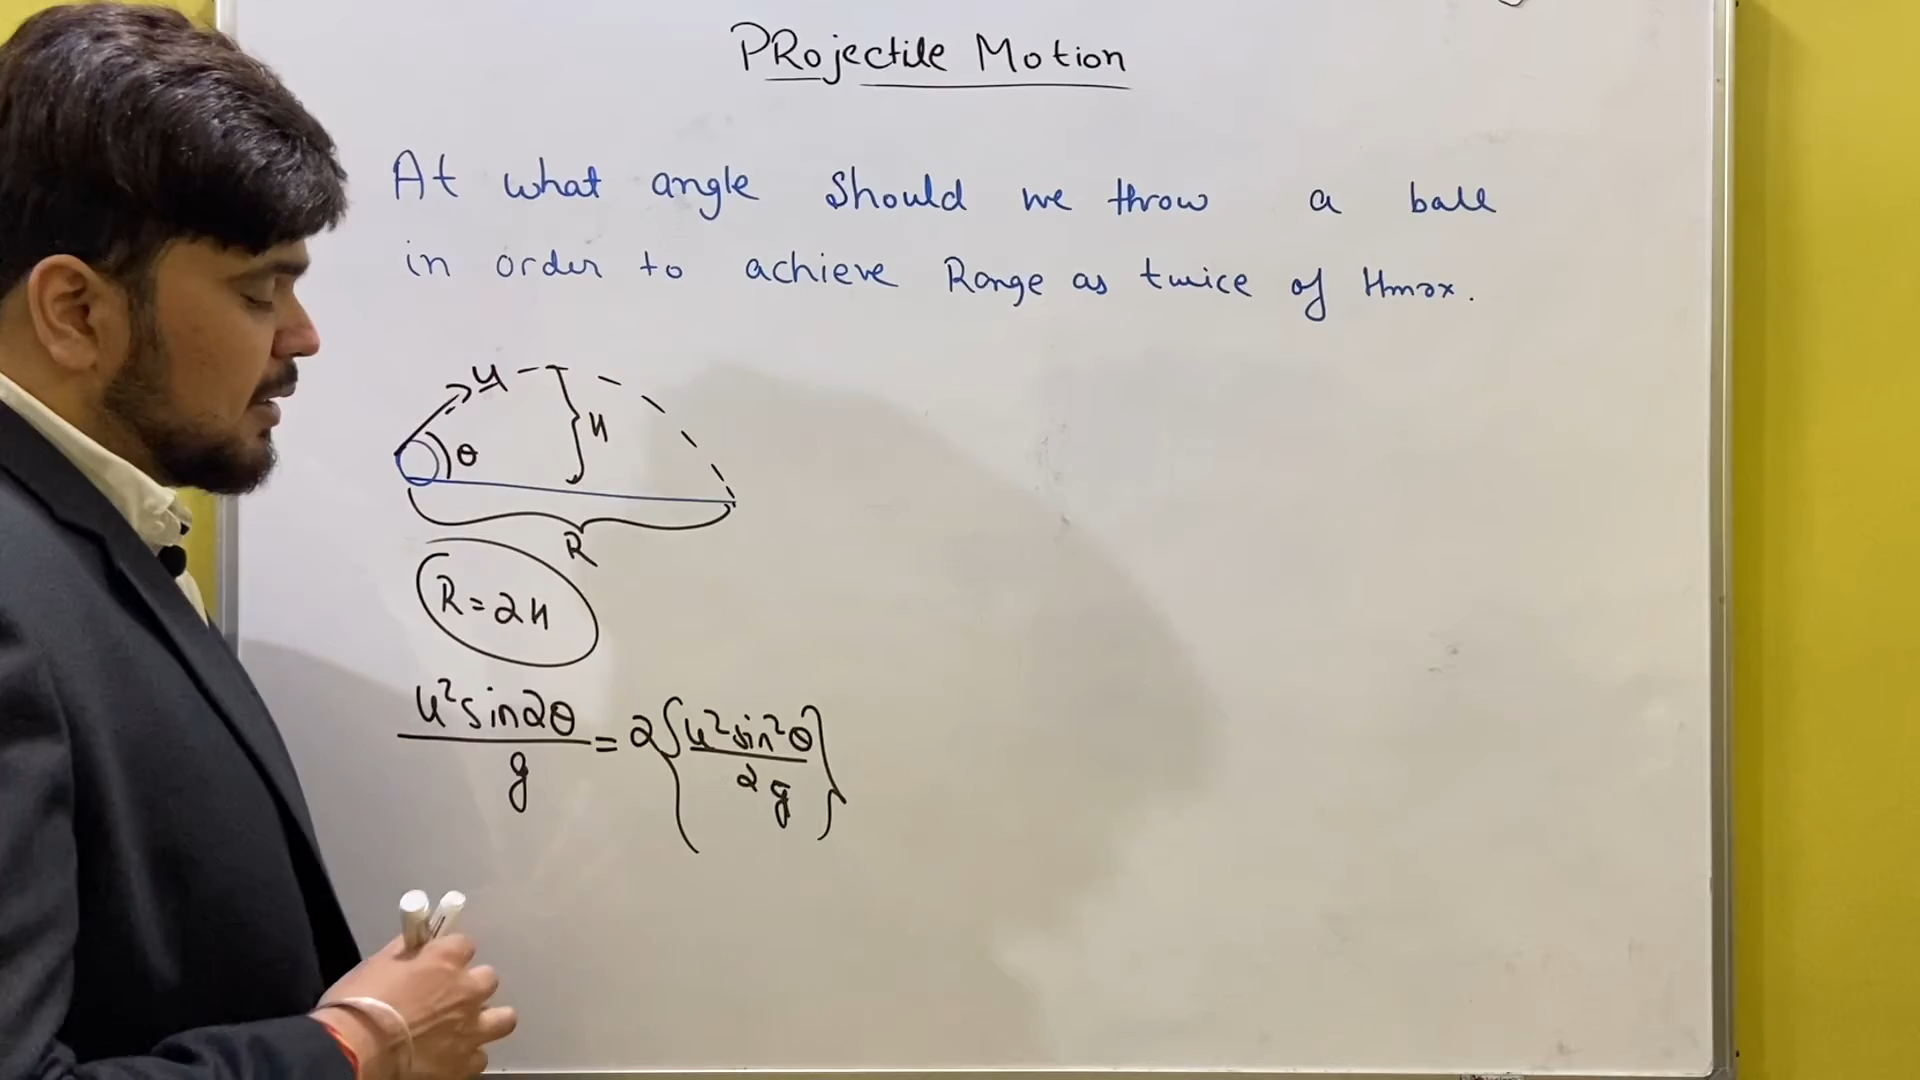 PRojectile Motion
At what angle should we throw a ball
in order to achieve Range as twice of Hmax.
u
H
θ
R
R=2H
u²sin2θ/g = 2{u²sin²θ/2g}